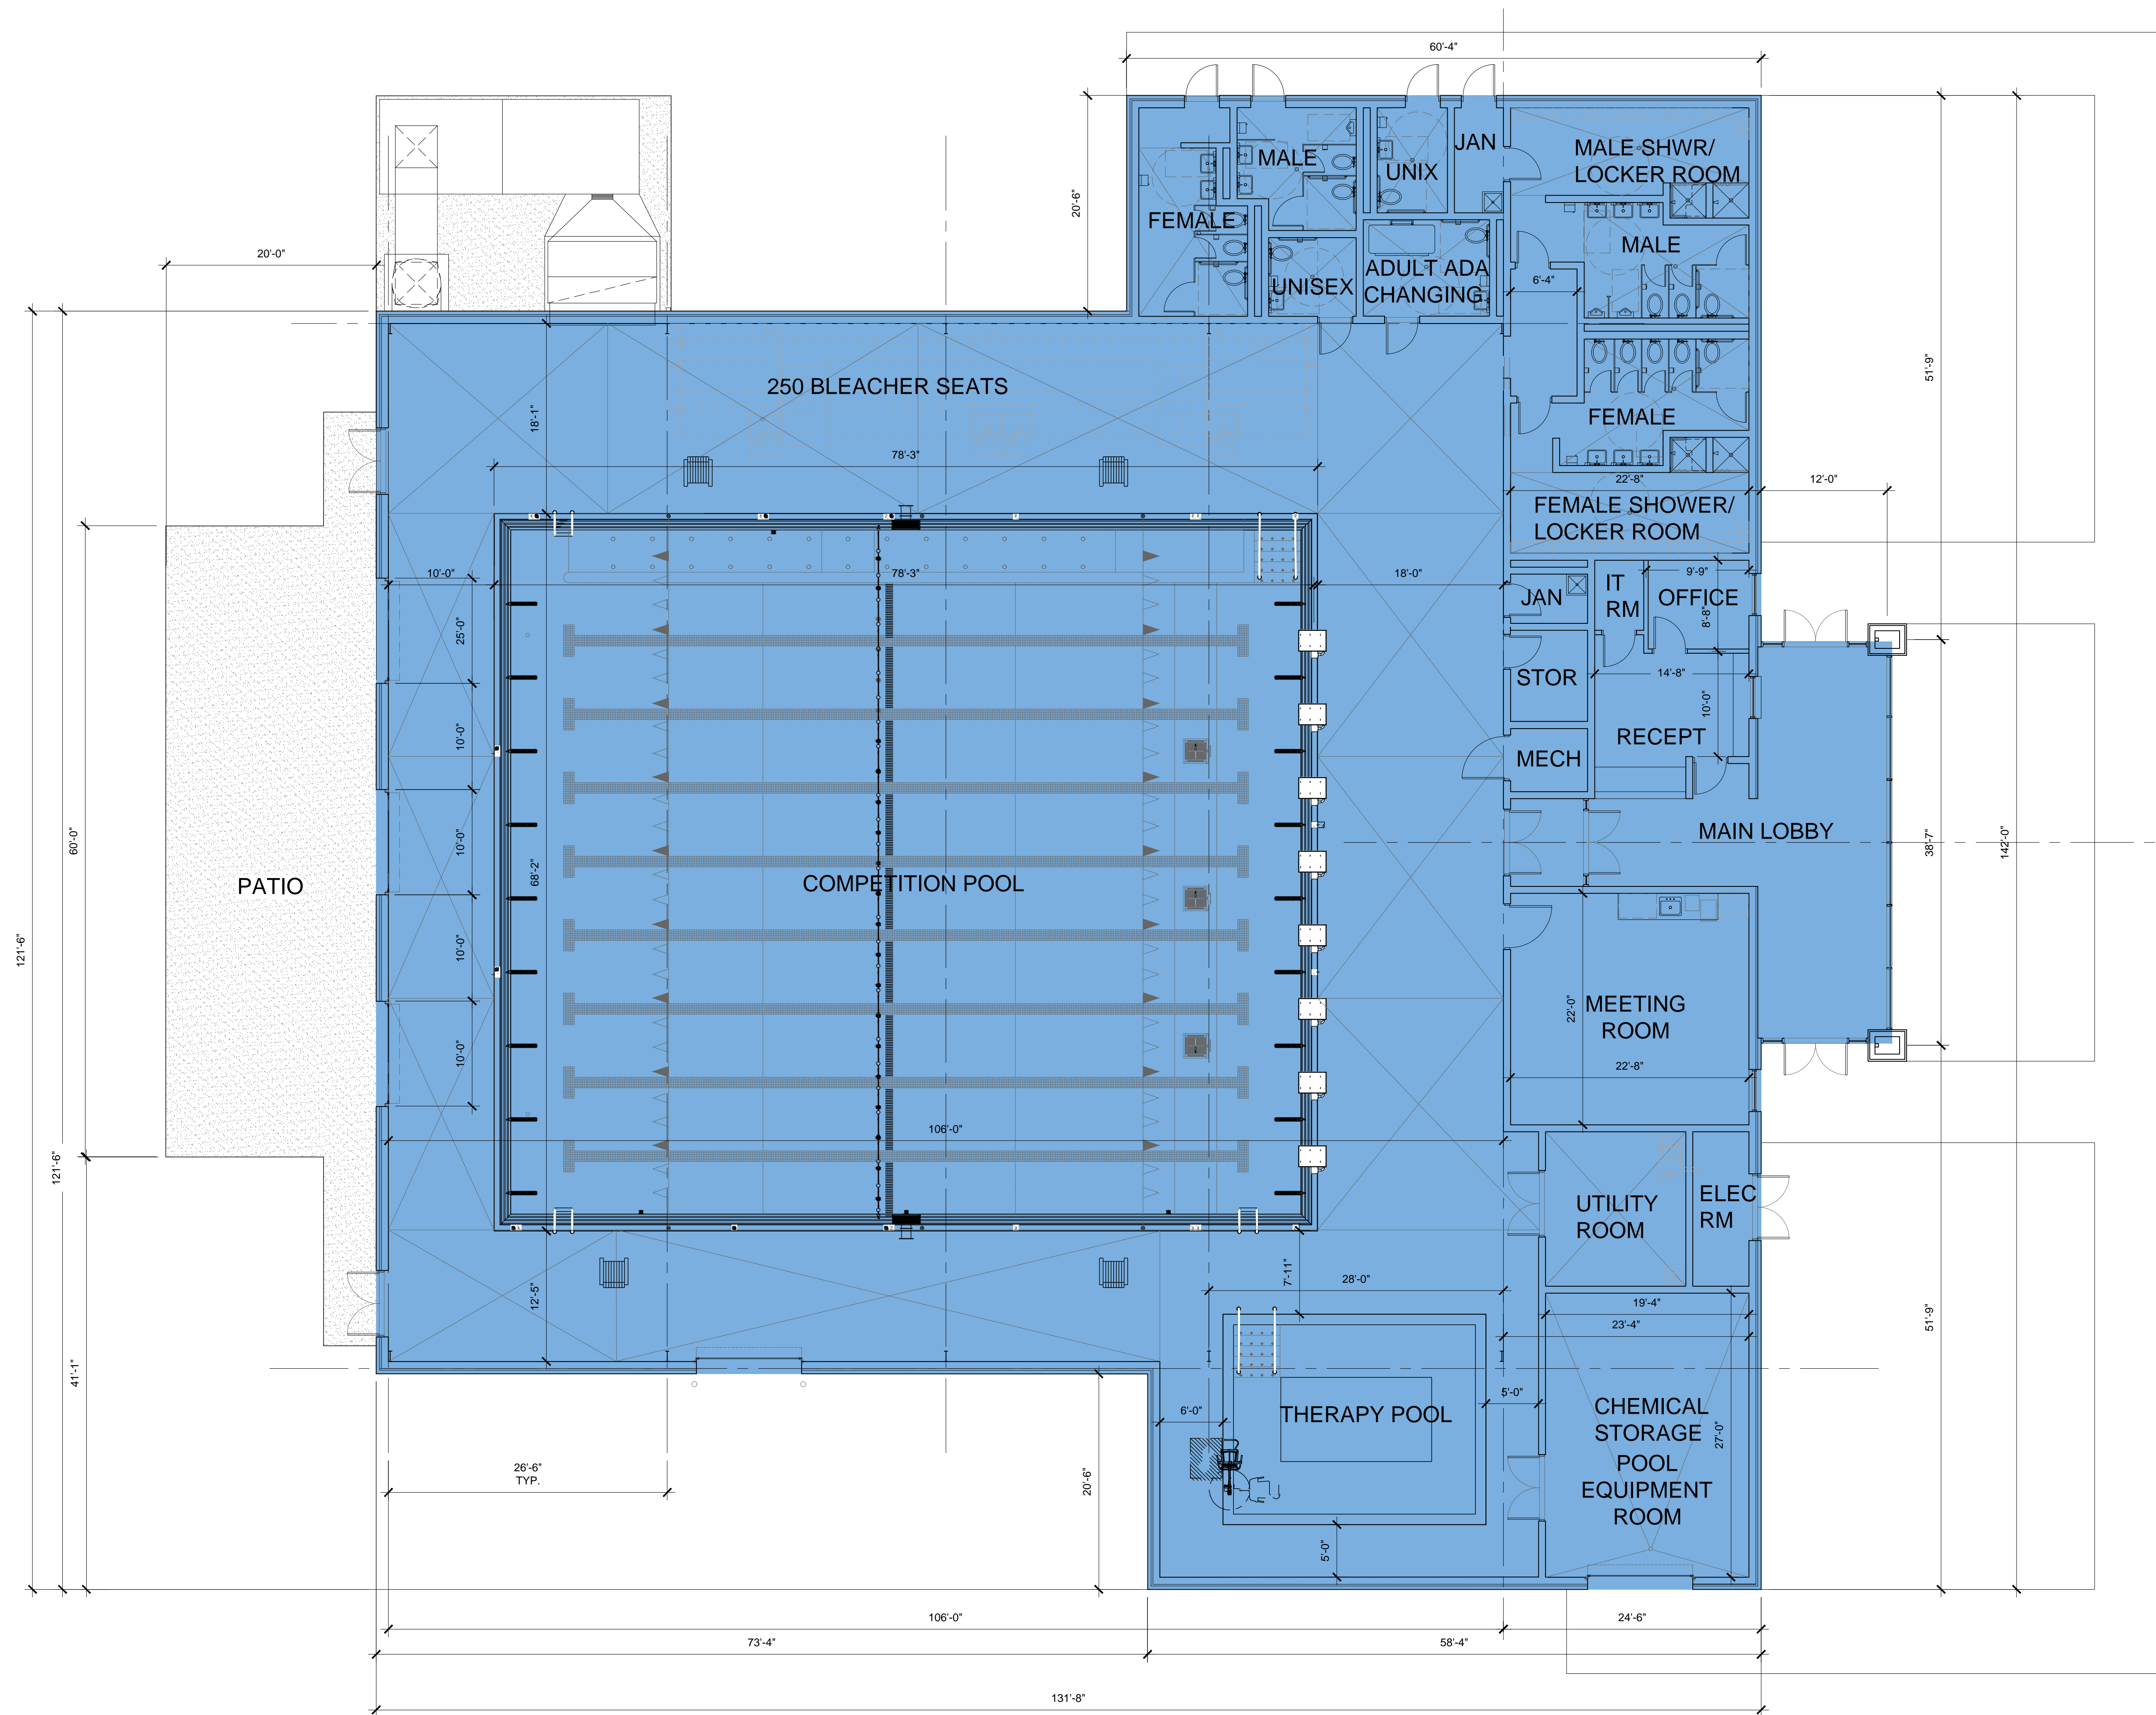 60'-4"
20'-6"
JAN
MALE SHWR/
LOCKER ROOM
MALE
UNIX
FEMALE
MALE
20'-0"
ADULT ADA
CHANGING
UNISEX
6'-4"
51'-9"
250 BLEACHER SEATS
18'-1"
FEMALE
78'-3"
22'-8"
12'-0"
FEMALE SHOWER/
LOCKER ROOM
10'-0"
78'-3"
18'-0"
9'-9"
IT
RM
OFFICE
JAN
8'-8"
25'-0"
STOR
14'-8"
10'-0"
RECEPT
10'-0"
MECH
MAIN LOBBY
60'-0"
10'-0"
38'-7"
142'-0"
68'-2"
PATIO
COMPETITION POOL
121'-6"
10'-0"
MEETING
ROOM
22'-0"
10'-0"
22'-8"
106'-0"
121'-6"
UTILITY
ROOM
ELEC
RM
7'-11"
28'-0"
12'-5"
19'-4"
23'-4"
51'-9"
41'-1"
5'-0"
6'-0"
THERAPY POOL
CHEMICAL
STORAGE
27'-0"
POOL
EQUIPMENT
ROOM
26'-6"
TYP.
20'-6"
5'-0"
106'-0"
24'-6"
73'-4"
58'-4"
131'-8"